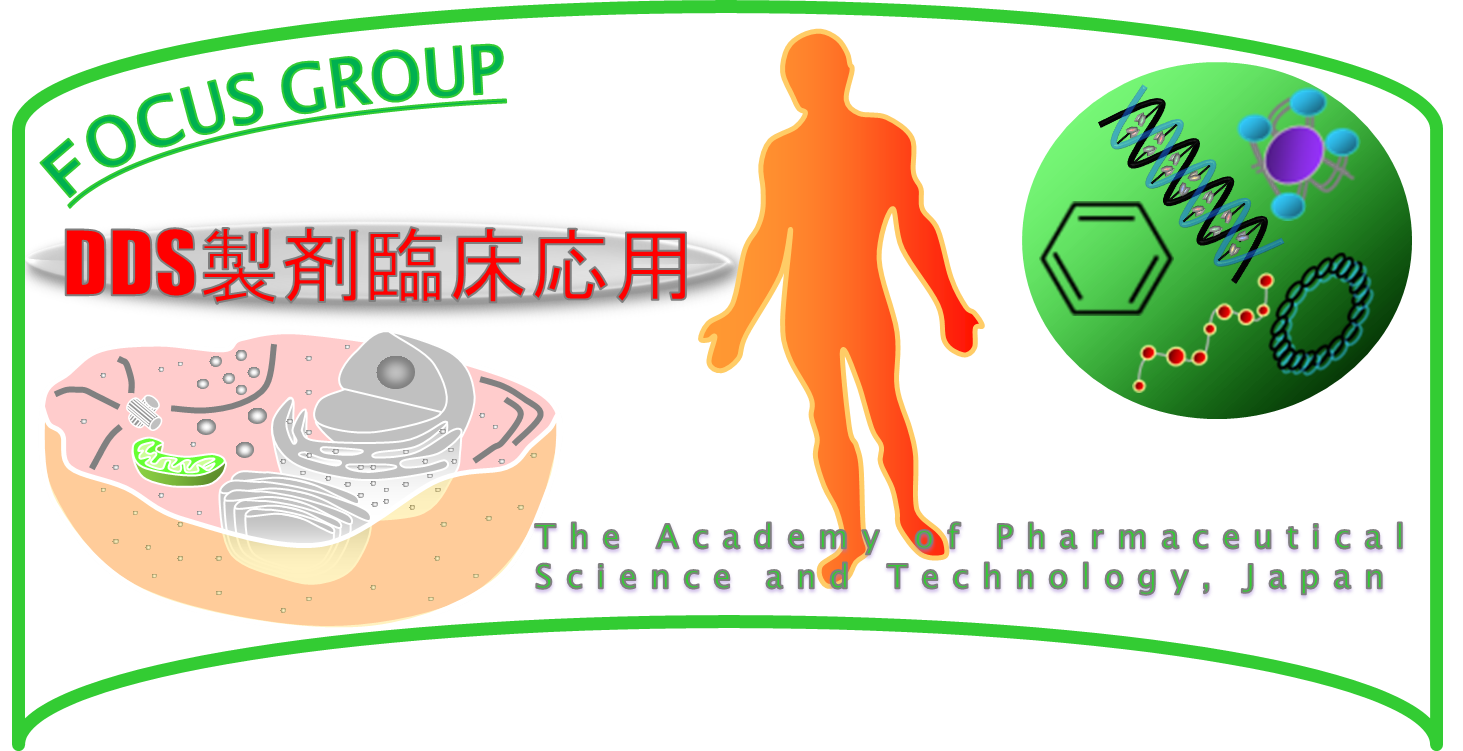 FOCUS GROUP
DDS製剤臨床応用
The Academy of Pharmaceutical
Science and Technology, Japan